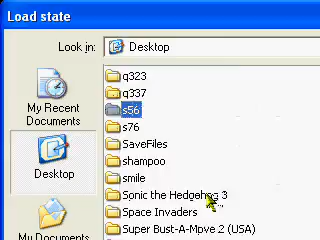 Load state
Look in:
Desktop
q323
q337
s56
s76
SaveFiles
shampoo
smile
Sonic the Hedgehog 3
Space Invaders
Super Bust-A-Move 2 (USA)
My Recent
Documents
Desktop
My Documents